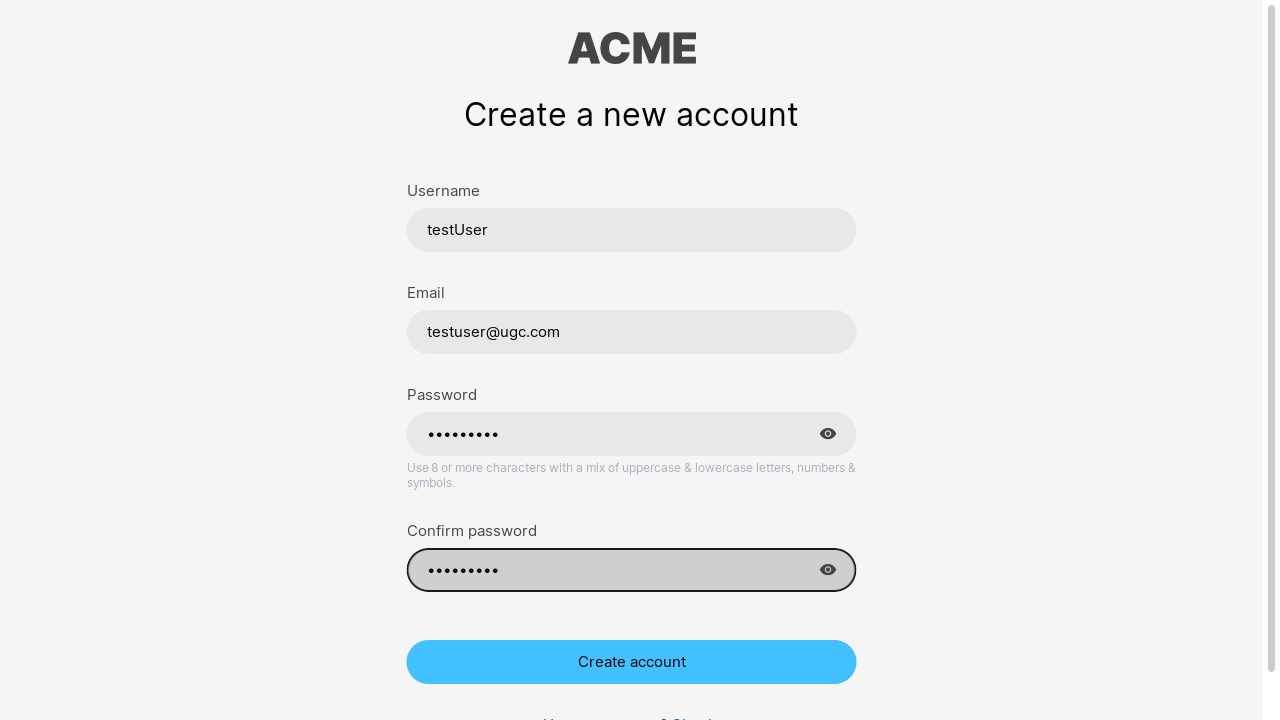 ACME
Create a new account
Username
testUser
Email
testuser@ugc.com
Password
•••••••••
Use 8 or more characters with a mix of uppercase & lowercase letters, numbers &
symbols.
Confirm password
•••••••••
Create account